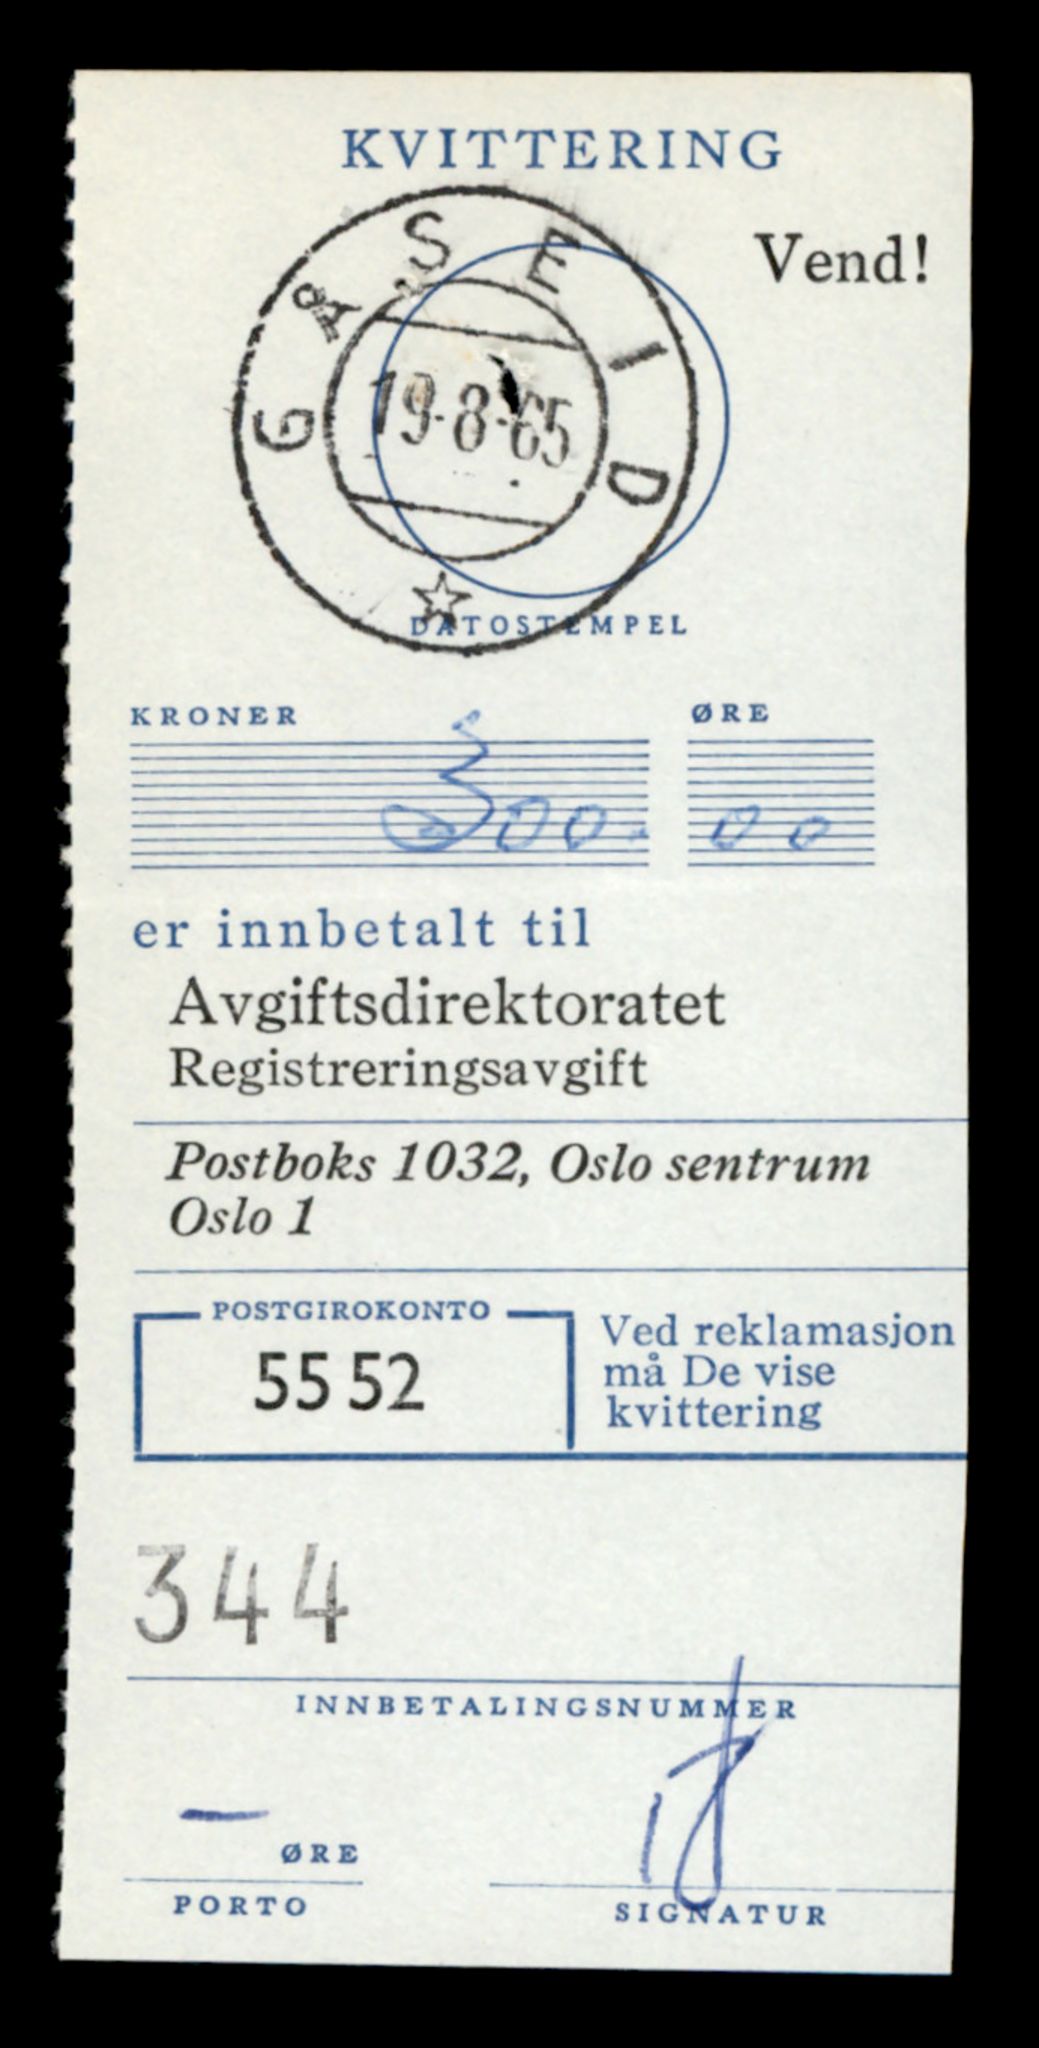 KVITTERING
Vend!
GÅSEID
19-8-65
DATOSTEMPEL
KRONER ØRE
300. 00
er innbetalt til
Avgiftsdirektoratet
Registreringsavgift
Postboks 1032, Oslo sentrum
Oslo 1
POSTGIROKONTO
55 52
Ved reklamasjon
må De vise
kvittering
344
INNBETALINGSNUMMER
— ØRE
PORTO
SIGNATUR